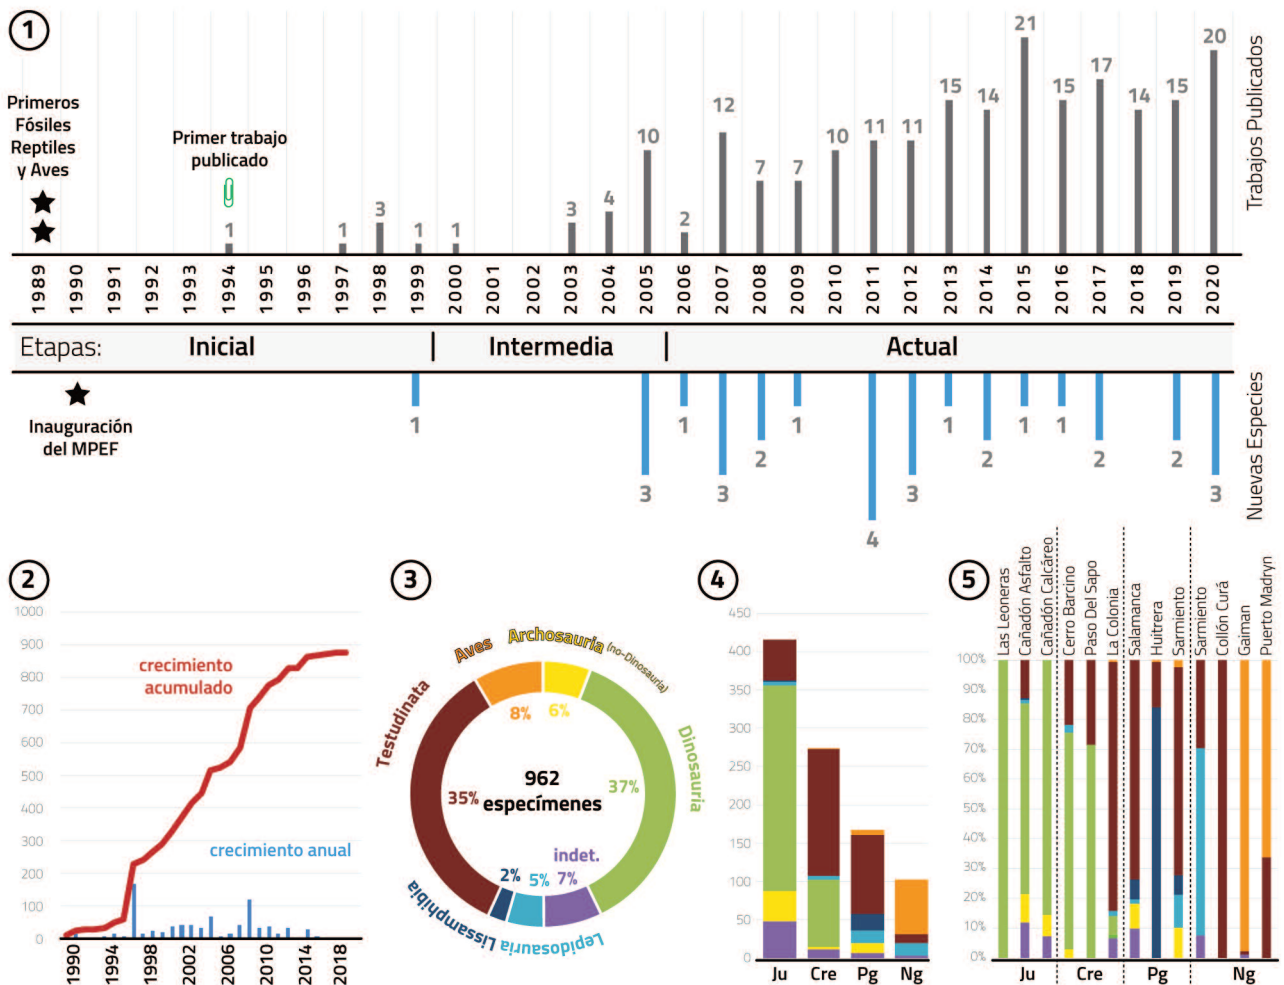 1
21
20
17
15
15
15
14
14
12
11
11
10
10
7
7
4
3
3
2
1
1
1
1
Trabajos Publicados
Primeros
Fósiles
Reptiles
y Aves
Primer trabajo
publicado
1989 1990 1991 1992 1993 1994 1995 1996 1997 1998 1999 2000 2001 2002 2003 2004 2005 2006 2007 2008 2009 2010 2011 2012 2013 2014 2015 2016 2017 2018 2019 2020
Etapas: Inicial | Intermedia | Actual
Inauguración
del MPEF
1 3 1 3 2 1 4 3 1 2 1 1 2 2 3
Nuevas Especies
2
1000
900
800
700
600
500
400
300
200
100
0
crecimiento
acumulado
crecimiento anual
1990 1994 1998 2002 2006 2010 2014 2018
3
Aves
Archosauria (no-Dinosauria)
Testudinata
Dinosauria
Lissamphibia
Lepidosauria
indet.
8% 6%
35% 37%
2% 5% 7%
962
especímenes
4
450
400
350
300
250
200
150
100
50
0
Ju Cre Pg Ng
5
Las Leoneras
Cañadón Asfalto
Cañadón Calcáreo
Cerro Barcino
Paso Del Sapo
La Colonia
Salamanca
Huitrera
Sarmiento
Sarmiento
Collón Curá
Gaiman
Puerto Madryn
100%
90%
80%
70%
60%
50%
40%
30%
20%
10%
0%
Ju Cre Pg Ng